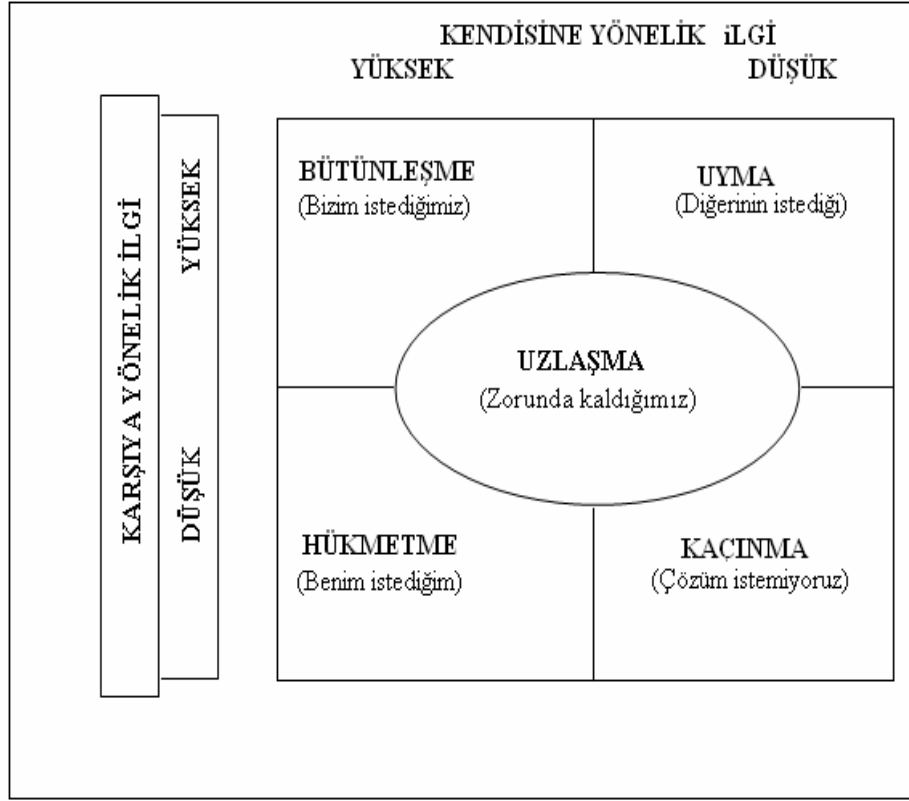 KENDİSİNE YÖNELİK iLGİ
YÜKSEK DÜŞÜK
KARŞIYA YÖNELİK İLGİ
YÜKSEK
DÜŞÜK
BÜTÜNLEŞME
(Bizim istediğimiz)
UYMA
(Diğerinin istediği)
UZLAŞMA
(Zorunda kaldığımız)
HÜKMETME
(Benim istediğim)
KAÇINMA
(Çözüm istemiyoruz)